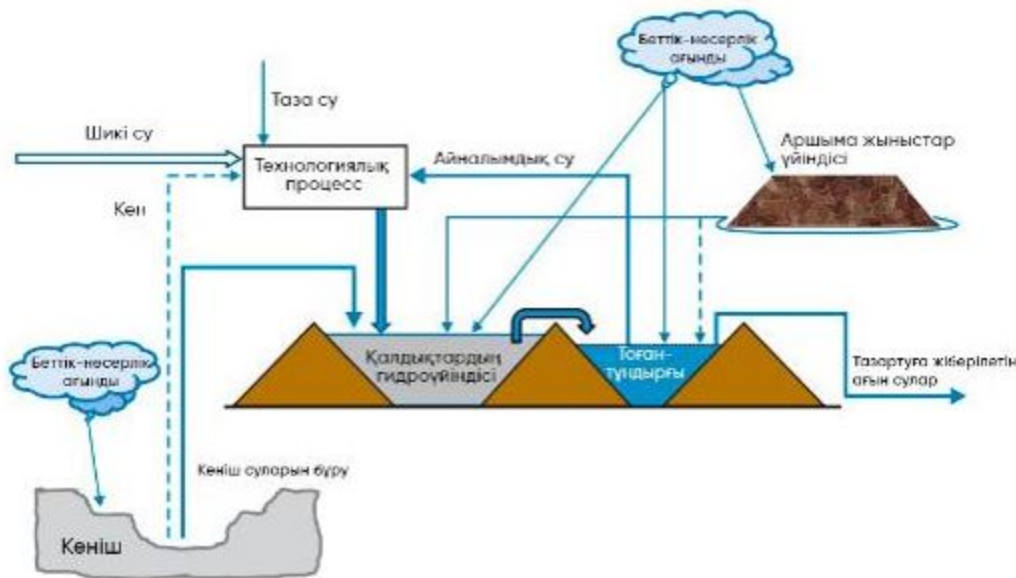 Беттік-нөсерлік
ағынды
Таза су
Шикі су
Технологиялық
процесс
Айналымдық су
Аршыма жыныстар
үйіндісі
Кен
Қалдықтардың
гидроүйіндісі
Тоған-
тұндырғы
Тазартуға жіберілетін
ағын сулар
Беттік-нөсерлік
ағынды
Кеніш суларын бұру
Кеніш